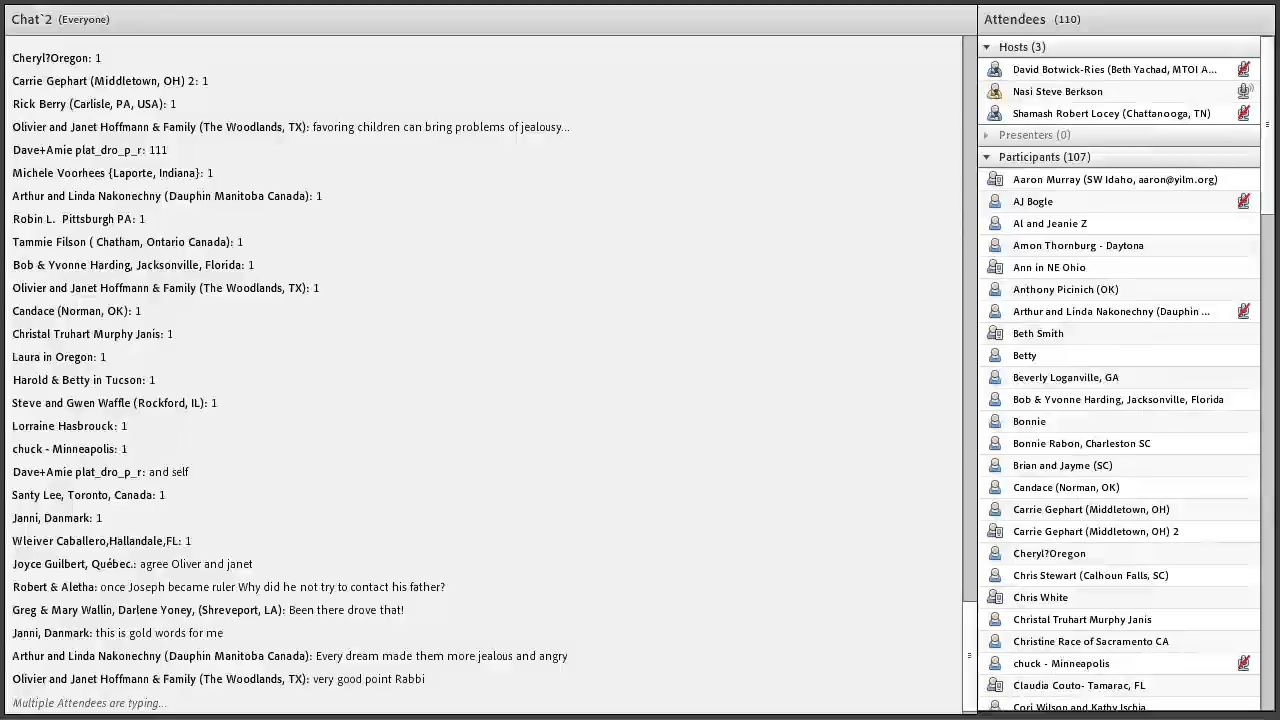 Chat`2 (Everyone)
Cheryl?Oregon: 1
Carrie Gephart (Middletown, OH) 2: 1
Rick Berry (Carlisle, PA, USA): 1
Olivier and Janet Hoffmann & Family (The Woodlands, TX): favoring children can bring problems of jealousy...
Dave+Amie plat_dro_p_r: 111
Michele Voorhees {Laporte, Indiana}: 1
Arthur and Linda Nakonechny (Dauphin Manitoba Canada): 1
Robin L. Pittsburgh PA: 1
Tammie Filson ( Chatham, Ontario Canada): 1
Bob & Yvonne Harding, Jacksonville, Florida: 1
Olivier and Janet Hoffmann & Family (The Woodlands, TX): 1
Candace (Norman, OK): 1
Christal Truhart Murphy Janis: 1
Laura in Oregon: 1
Harold & Betty in Tucson: 1
Steve and Gwen Waffle (Rockford, IL): 1
Lorraine Hasbrouck: 1
chuck - Minneapolis: 1
Dave+Amie plat_dro_p_r: and self
Santy Lee, Toronto, Canada: 1
Janni, Danmark: 1
Wleiver Caballero,Hallandale,FL: 1
Joyce Guilbert, Québec.: agree Oliver and janet
Robert & Aletha: once Joseph became ruler Why did he not try to contact his father?
Greg & Mary Wallin, Darlene Yoney, (Shreveport, LA): Been there drove that!
Janni, Danmark: this is gold words for me
Arthur and Linda Nakonechny (Dauphin Manitoba Canada): Every dream made them more jealous and angry
Olivier and Janet Hoffmann & Family (The Woodlands, TX): very good point Rabbi
Multiple Attendees are typing...
Attendees (110)
Hosts (3)
David Botwick-Ries (Beth Yachad, MTOI A...
Nasi Steve Berkson
Shamash Robert Locey (Chattanooga, TN)
Presenters (0)
Participants (107)
Aaron Murray (SW Idaho, aaron@yilm.org)
AJ Bogle
Al and Jeanie Z
Amon Thornburg - Daytona
Ann in NE Ohio
Anthony Picinich (OK)
Arthur and Linda Nakonechny (Dauphin ...
Beth Smith
Betty
Beverly Loganville, GA
Bob & Yvonne Harding, Jacksonville, Florida
Bonnie
Bonnie Rabon, Charleston SC
Brian and Jayme (SC)
Candace (Norman, OK)
Carrie Gephart (Middletown, OH)
Carrie Gephart (Middletown, OH) 2
Cheryl?Oregon
Chris Stewart (Calhoun Falls, SC)
Chris White
Christal Truhart Murphy Janis
Christine Race of Sacramento CA
chuck - Minneapolis
Claudia Couto- Tamarac, FL
Cori Wilson and Kathy Ischia